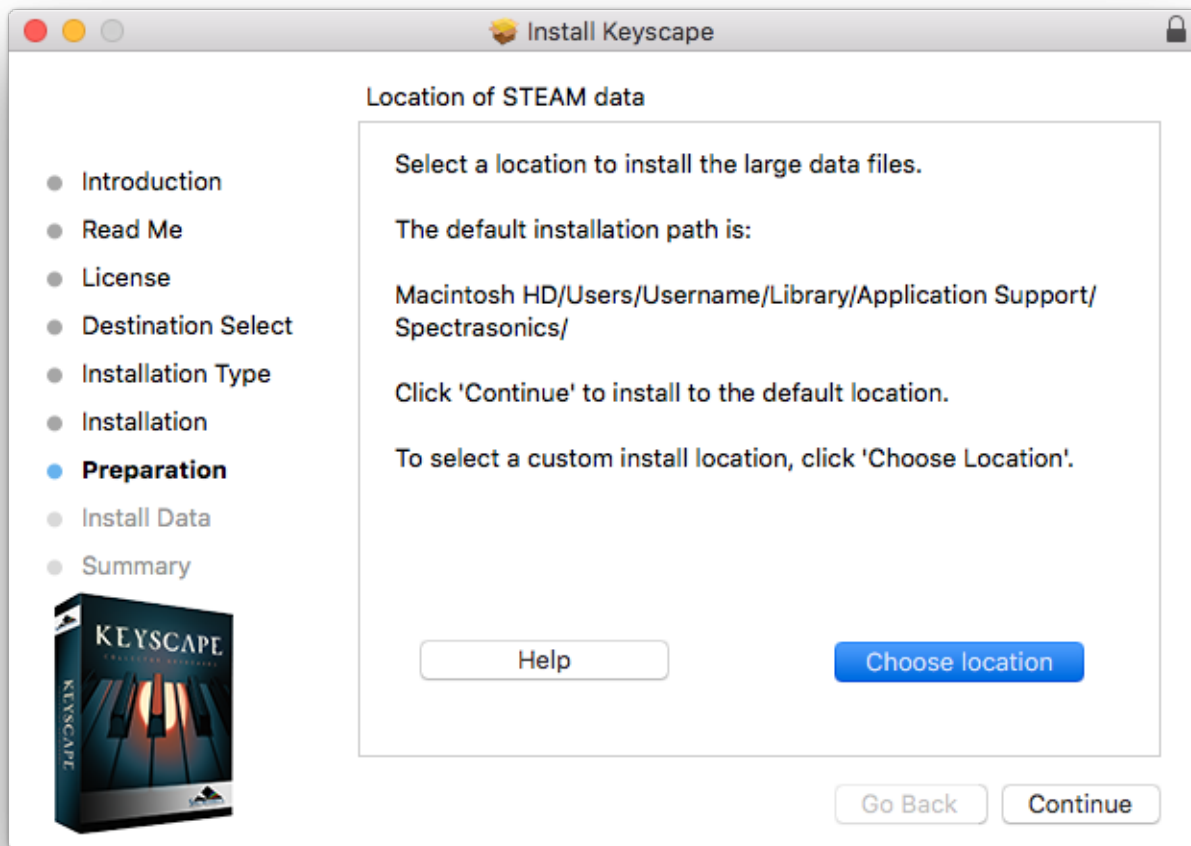 Install Keyscape
Location of STEAM data
Introduction
Read Me
License
Destination Select
Installation Type
Installation
Preparation
Install Data
Summary
Select a location to install the large data files.
The default installation path is:
Macintosh HD/Users/Username/Library/Application Support/
Spectrasonics/
Click 'Continue' to install to the default location.
To select a custom install location, click 'Choose Location'.
KEYSCAPE
COLLECTOR KEYBOARDS
KEYSCAPE
Help
Choose location
Go Back
Continue